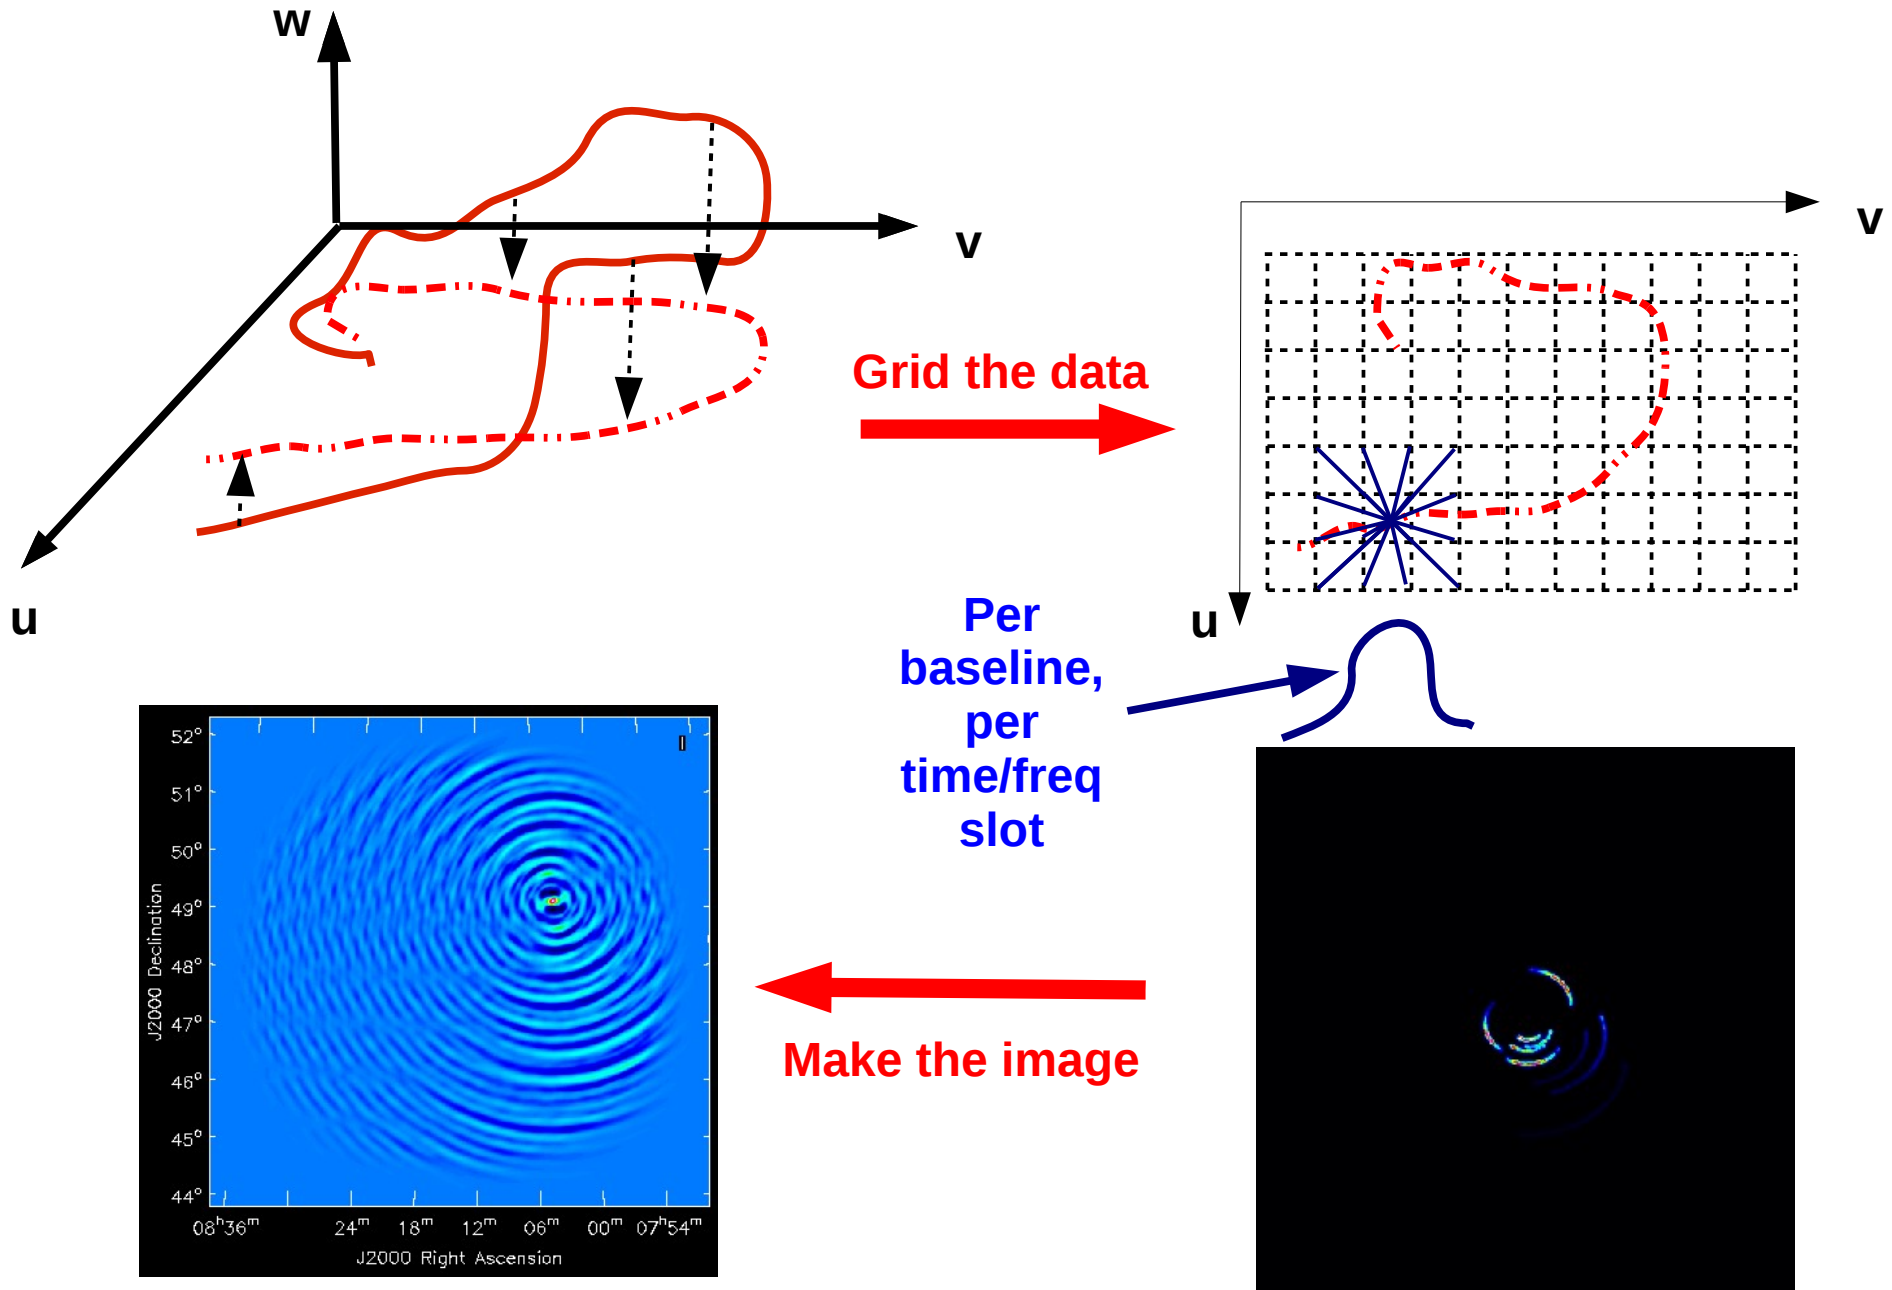 w
v
u
Grid the data
v
u
Per
baseline,
per
time/freq
slot
Make the image
I
52°
51°
50°
49°
48°
47°
46°
45°
44°
J2000 Declination
08ʰ36ᵐ 24ᵐ 18ᵐ 12ᵐ 06ᵐ 00ᵐ 07ʰ54ᵐ
J2000 Right Ascension